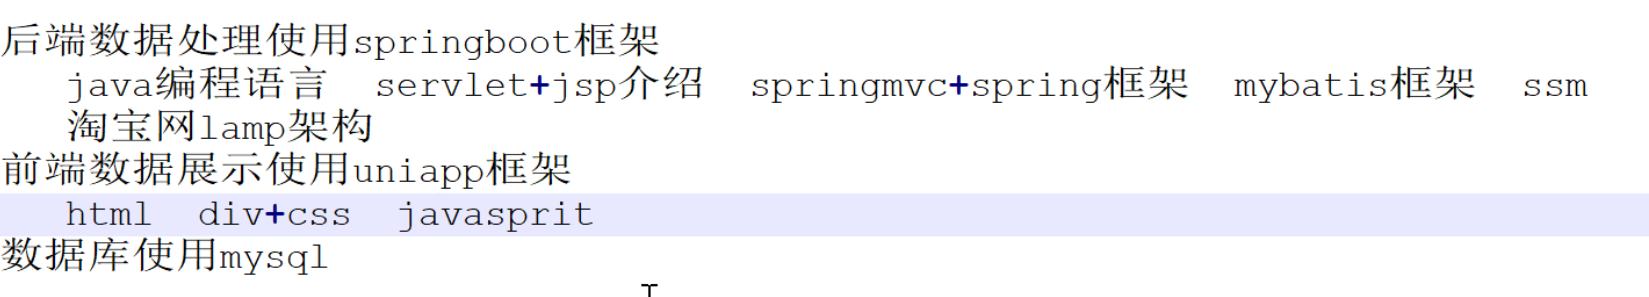 后端数据处理使用springboot框架
java编程语言 servlet+jsp介绍 springmvc+spring框架 mybatis框架 ssm
淘宝网lamp架构
前端数据展示使用uniapp框架
html div+css javasprit
数据库使用mysql